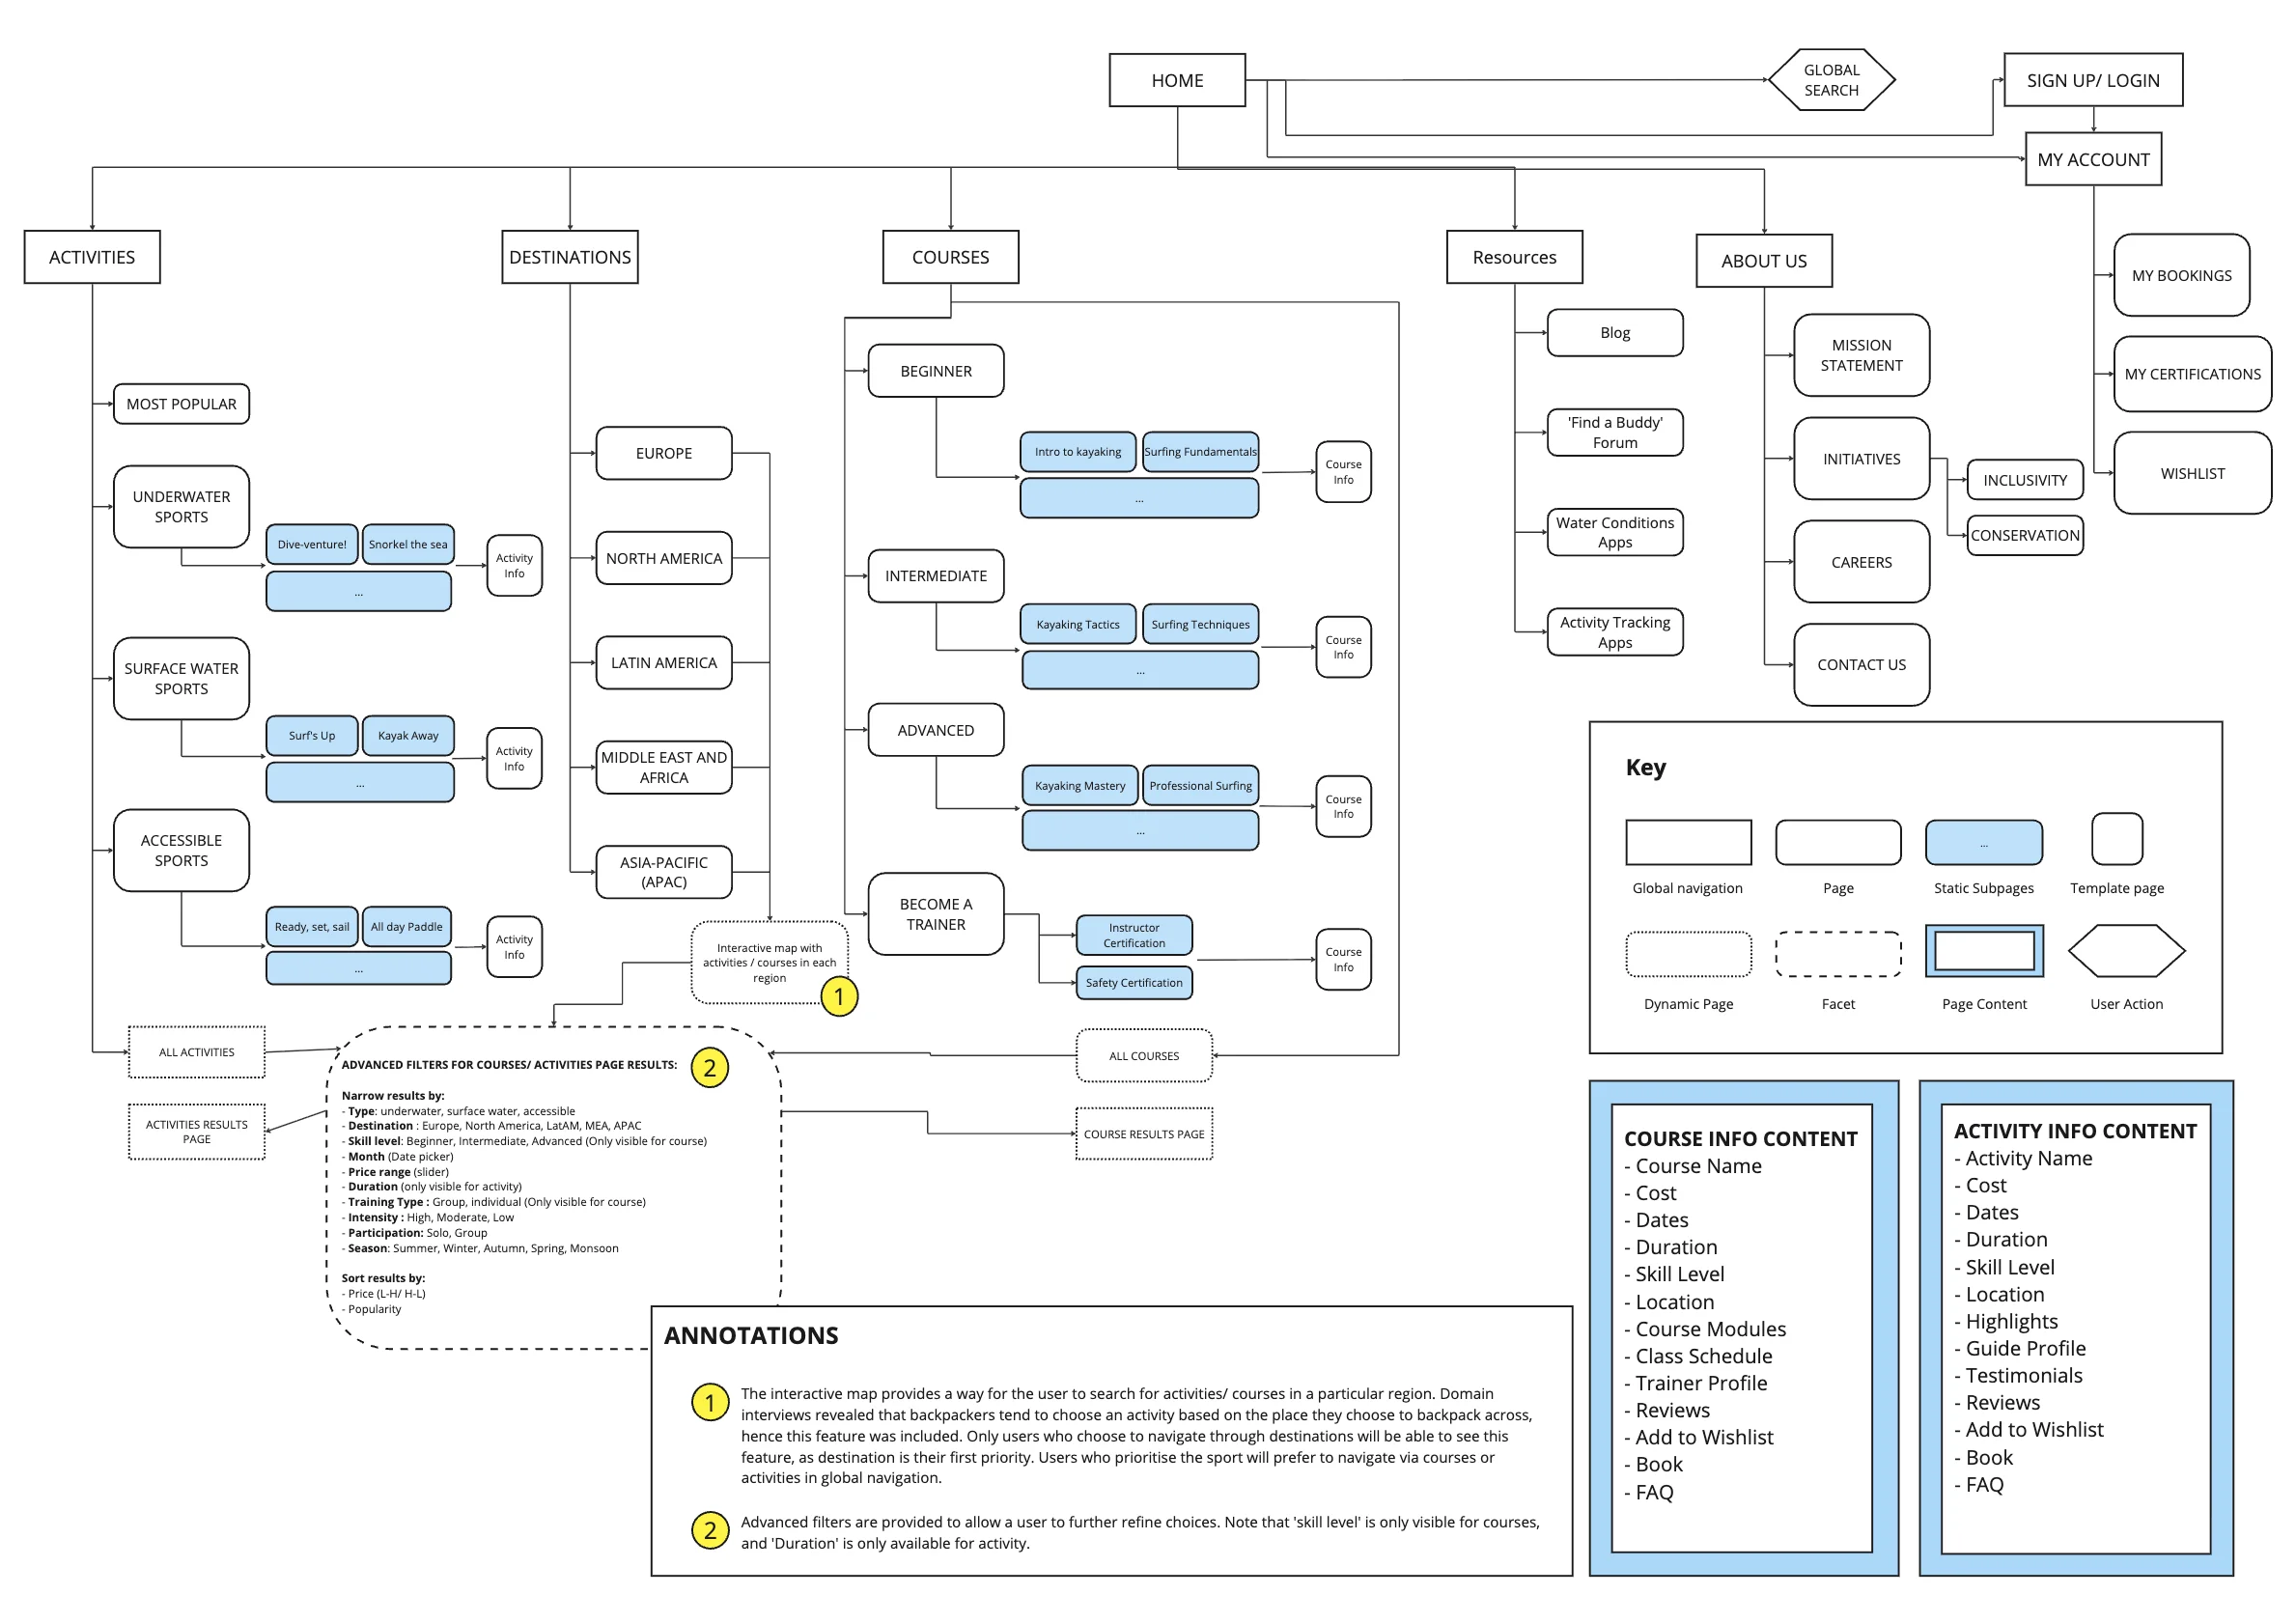 HOME
GLOBAL
SEARCH
SIGN UP/ LOGIN
MY ACCOUNT
ACTIVITIES
DESTINATIONS
COURSES
Resources
ABOUT US
MY BOOKINGS
MY CERTIFICATIONS
WISHLIST
MOST POPULAR
UNDERWATER
SPORTS
Dive-venture!
Snorkel the sea
...
Activity
Info
SURFACE WATER
SPORTS
Surf's Up
Kayak Away
...
Activity
Info
ACCESSIBLE
SPORTS
Ready, set, sail
All day Paddle
...
Activity
Info
ALL ACTIVITIES
ACTIVITIES RESULTS
PAGE
EUROPE
NORTH AMERICA
LATIN AMERICA
MIDDLE EAST AND
AFRICA
ASIA-PACIFIC
(APAC)
Interactive map with
activities / courses in each
region
1
BEGINNER
Intro to kayaking
Surfing Fundamentals
...
Course
Info
INTERMEDIATE
Kayaking Tactics
Surfing Techniques
...
Course
Info
ADVANCED
Kayaking Mastery
Professional Surfing
...
Course
Info
BECOME A
TRAINER
Instructor
Certification
Safety Certification
Course
Info
ALL COURSES
COURSE RESULTS PAGE
Blog
'Find a Buddy'
Forum
Water Conditions
Apps
Activity Tracking
Apps
MISSION
STATEMENT
INITIATIVES
INCLUSIVITY
CONSERVATION
CAREERS
CONTACT US
ADVANCED FILTERS FOR COURSES/ ACTIVITIES PAGE RESULTS:
2
Narrow results by:
- Type: underwater, surface water, accessible
- Destination : Europe, North America, LatAM, MEA, APAC
- Skill level: Beginner, Intermediate, Advanced (Only visible for course)
- Month (Date picker)
- Price range (slider)
- Duration (only visible for activity)
- Training Type : Group, individual (Only visible for course)
- Intensity : High, Moderate, Low
- Participation: Solo, Group
- Season: Summer, Winter, Autumn, Spring, Monsoon
Sort results by:
- Price (L-H/ H-L)
- Popularity
Key
Global navigation
Page
...
Static Subpages
Template page
Dynamic Page
Facet
Page Content
User Action
ANNOTATIONS
1
The interactive map provides a way for the user to search for activities/ courses in a particular region. Domain
interviews revealed that backpackers tend to choose an activity based on the place they choose to backpack across,
hence this feature was included. Only users who choose to navigate through destinations will be able to see this
feature, as destination is their first priority. Users who prioritise the sport will prefer to navigate via courses or
activities in global navigation.
2
Advanced filters are provided to allow a user to further refine choices. Note that 'skill level' is only visible for courses,
and 'Duration' is only available for activity.
COURSE INFO CONTENT
- Course Name
- Cost
- Dates
- Duration
- Skill Level
- Location
- Course Modules
- Class Schedule
- Trainer Profile
- Reviews
- Add to Wishlist
- Book
- FAQ
ACTIVITY INFO CONTENT
- Activity Name
- Cost
- Dates
- Duration
- Skill Level
- Location
- Highlights
- Guide Profile
- Testimonials
- Reviews
- Add to Wishlist
- Book
- FAQ